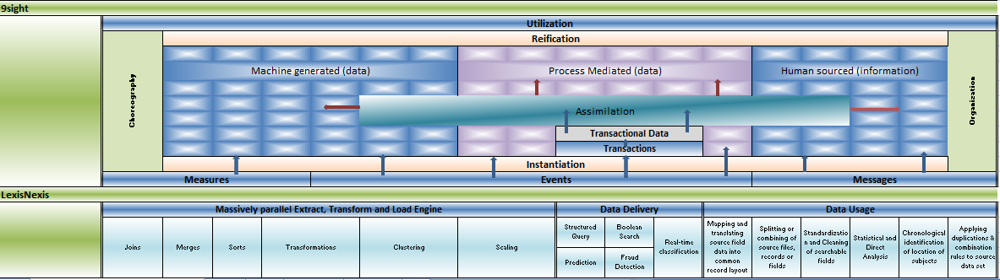 9sight
Utilization
Reification
Machine generated (data)
Process Mediated (data)
Human sourced (information)
Choreography
Organization
Assimilation
Transactional Data
Transactions
Instantiation
Measures
Events
Messages
LexisNexis
Massively parallel Extract, Transform and Load Engine
Data Delivery
Data Usage
Joins
Merges
Sorts
Transformations
Clustering
Scaling
Structured
Query
Boolean
Search
Prediction
Fraud
Detection
Real-time
classification
Mapping and
translating
source field
data into
common
record layout
Splitting or
combining of
source files,
records or
fields
Standardizatio
n and Cleaning
of searchable
fields
Statistical and
Direct
Analysis
Chronological
identification
of location of
subjects
Applying
duplications &
combination
rules to source
data set